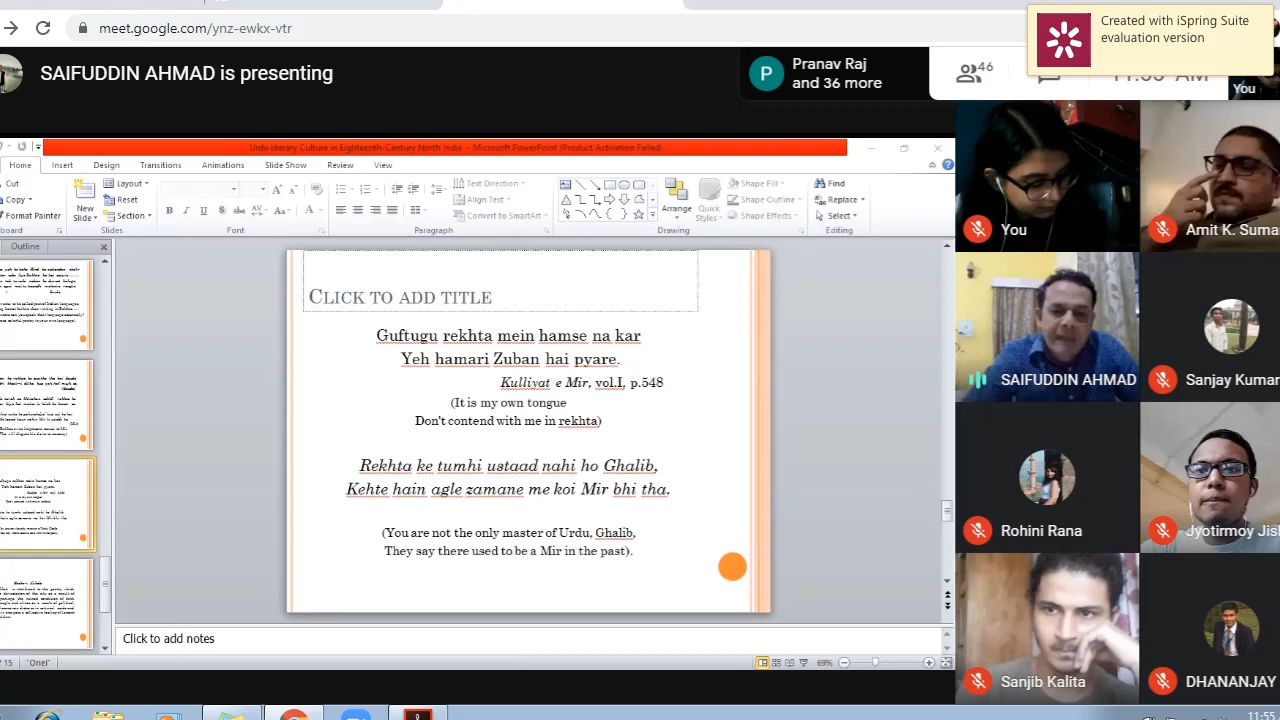 meet.google.com/ynz-ewkx-vtr
Created with iSpring Suite
evaluation version
SAIFUDDIN AHMAD is presenting
P
Pranav Raj
and 36 more
46
AM
You
Urdu literary Culture in Eighteenth-Century North India - Microsoft PowerPoint (Product Activation Failed)
Home Insert Design Transitions Animations Slide Show Review View
Cut
Copy
Format Painter
New
Slide
Layout
Reset
Section
Text Direction
Align Text
Convert to SmartArt
Arrange
Quick
Styles
Shape Fill
Shape Outline
Shape Effects
Find
Replace
Select
board Slides Font Paragraph Drawing Editing
Outline
CLICK TO ADD TITLE
Guftugu rekhta mein hamse na kar
Yeh hamari Zuban hai pyare.
Kulliyat e Mir, vol.I, p.548
(It is my own tongue
Don't contend with me in rekhta)
Rekhta ke tumhi ustaad nahi ho Ghalib,
Kehte hain agle zamane me koi Mir bhi tha.
(You are not the only master of Urdu, Ghalib,
They say there used to be a Mir in the past).
Click to add notes
15 "Oriel" 69%
You
Amit K. Suma
SAIFUDDIN AHMAD
Sanjay Kumar
Rohini Rana
Jyotirmoy Jis
Sanjib Kalita
DHANANJAY
11:55